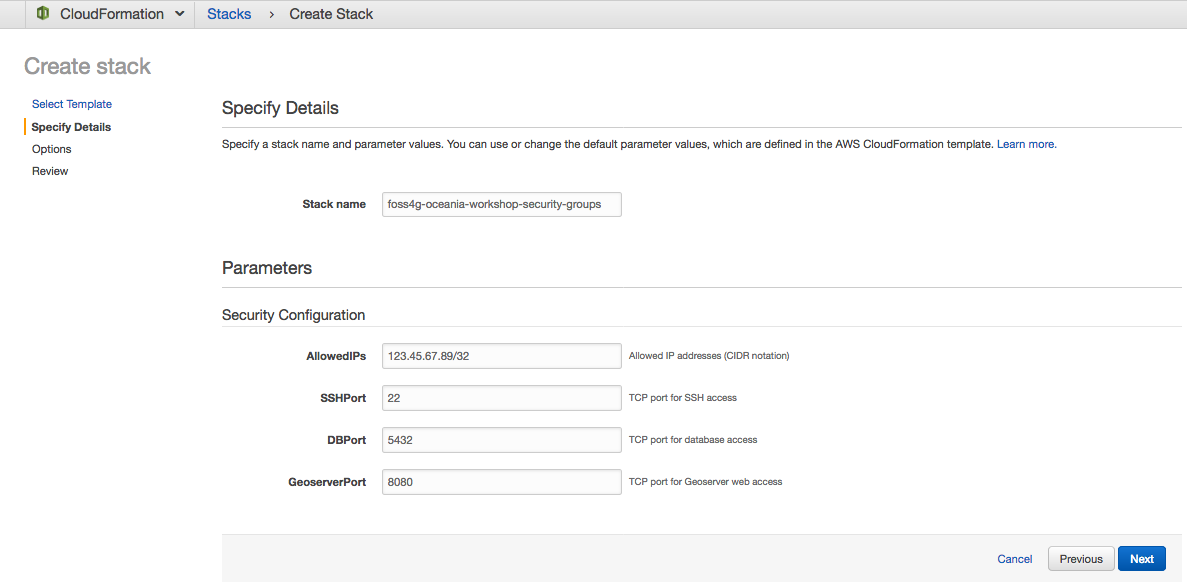 CloudFormation Stacks › Create Stack
Create stack
Select Template
Specify Details
Options
Review
Specify Details
Specify a stack name and parameter values. You can use or change the default parameter values, which are defined in the AWS CloudFormation template. Learn more.
Stack name foss4g-oceania-workshop-security-groups
Parameters
Security Configuration
AllowedIPs 123.45.67.89/32 Allowed IP addresses (CIDR notation)
SSHPort 22 TCP port for SSH access
DBPort 5432 TCP port for database access
GeoserverPort 8080 TCP port for Geoserver web access
Cancel Previous Next